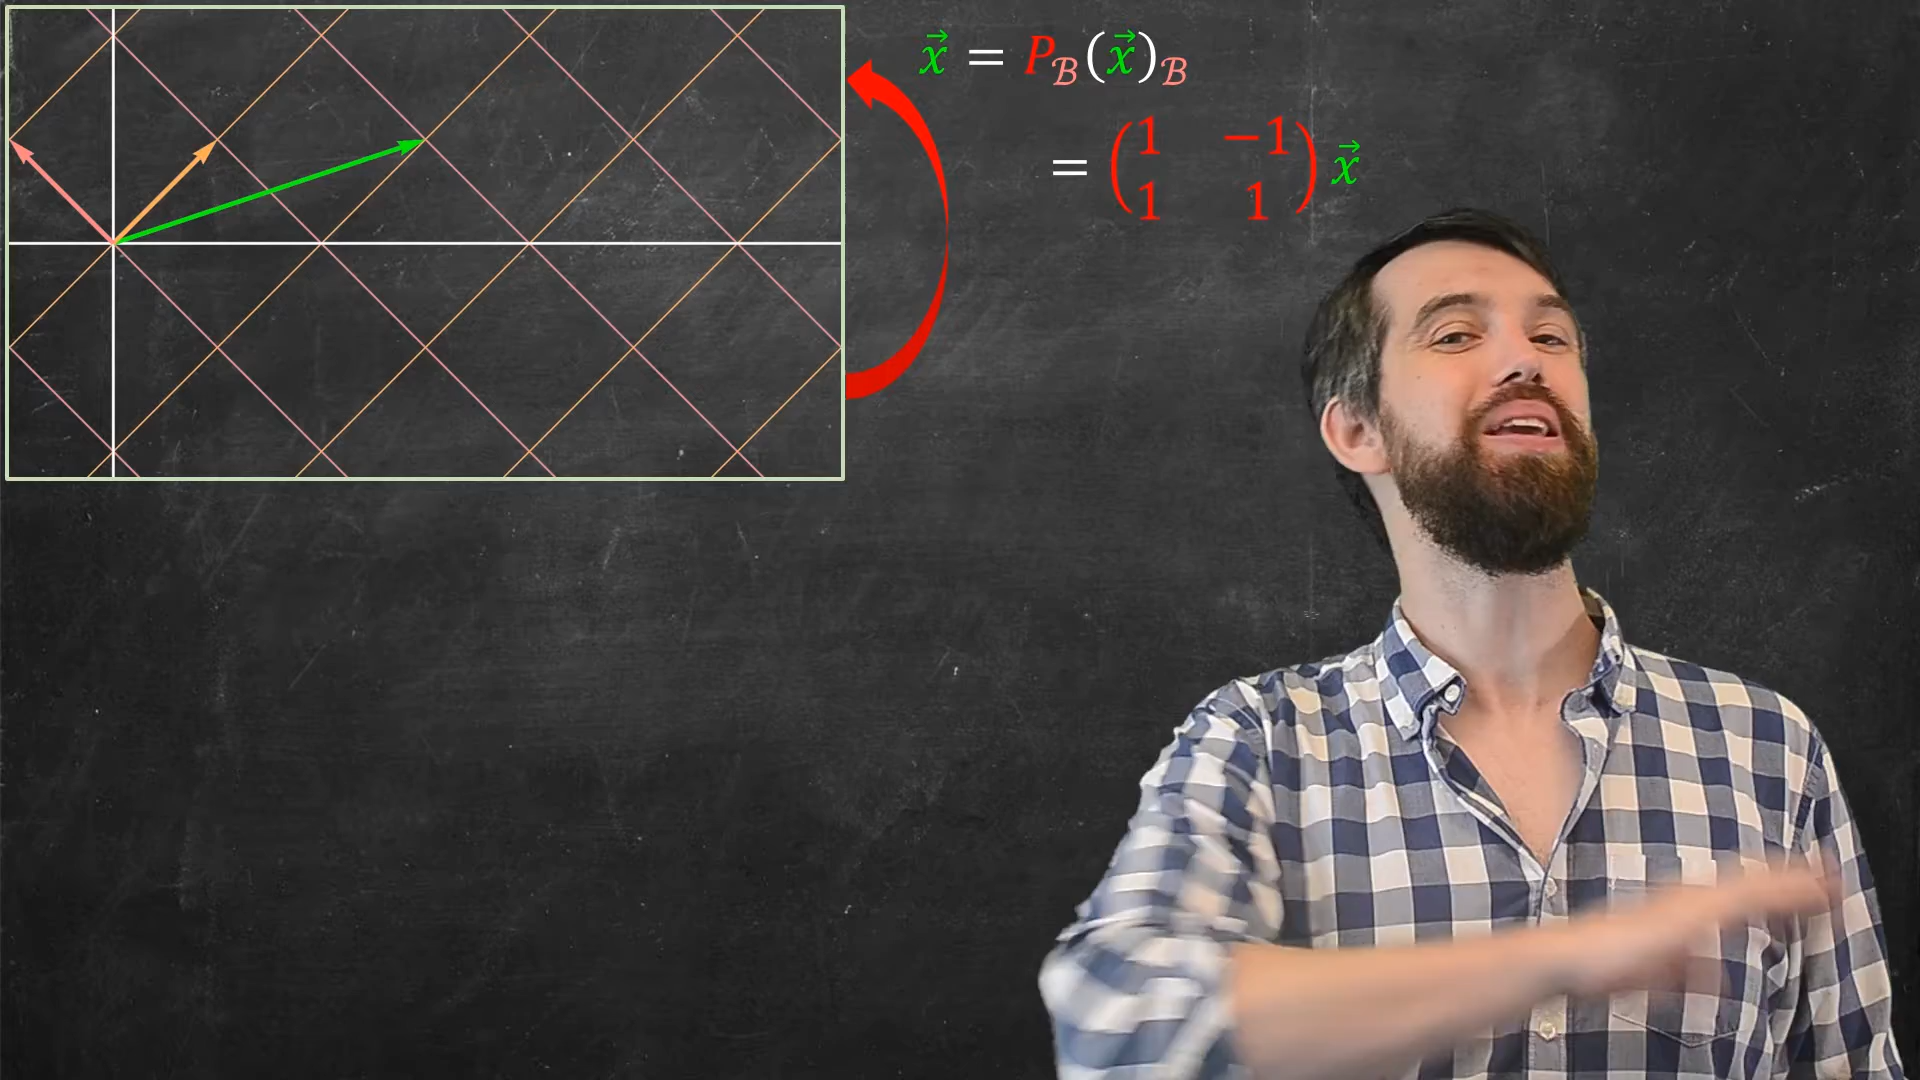 x⃗ = P_ℬ(x⃗)_ℬ
= (1 −1
1 1) x⃗